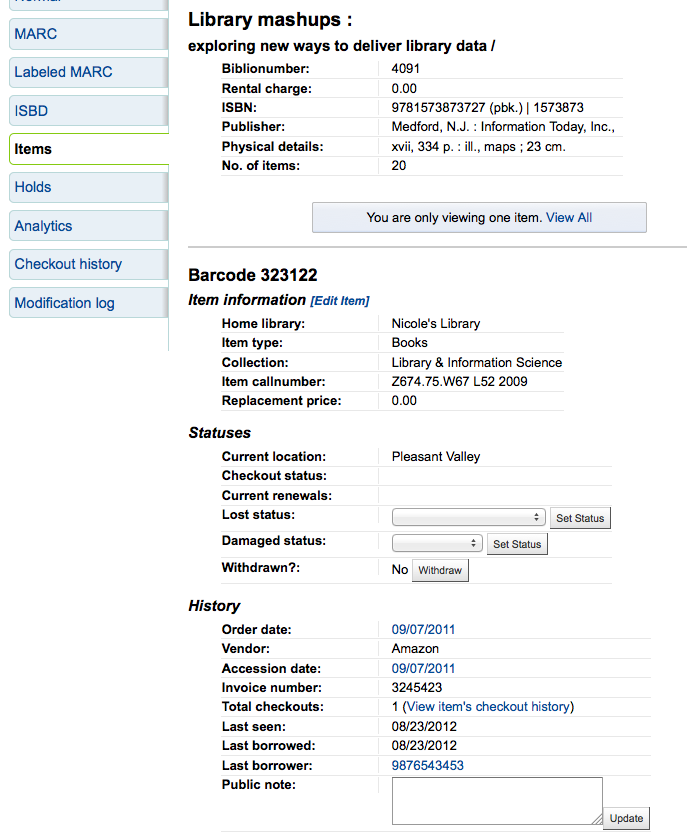 MARC
Labeled MARC
ISBD
Items
Holds
Analytics
Checkout history
Modification log
Library mashups :
exploring new ways to deliver library data /
Biblionumber: 4091
Rental charge: 0.00
ISBN: 9781573873727 (pbk.) | 1573873
Publisher: Medford, N.J. : Information Today, Inc.,
Physical details: xvii, 334 p. : ill., maps ; 23 cm.
No. of items: 20
You are only viewing one item. View All
Barcode 323122
Item information [Edit Item]
Home library: Nicole's Library
Item type: Books
Collection: Library & Information Science
Item callnumber: Z674.75.W67 L52 2009
Replacement price: 0.00
Statuses
Current location: Pleasant Valley
Checkout status:
Current renewals:
Lost status: Set Status
Damaged status: Set Status
Withdrawn?: No Withdraw
History
Order date: 09/07/2011
Vendor: Amazon
Accession date: 09/07/2011
Invoice number: 3245423
Total checkouts: 1 (View item's checkout history)
Last seen: 08/23/2012
Last borrowed: 08/23/2012
Last borrower: 9876543453
Public note: Update